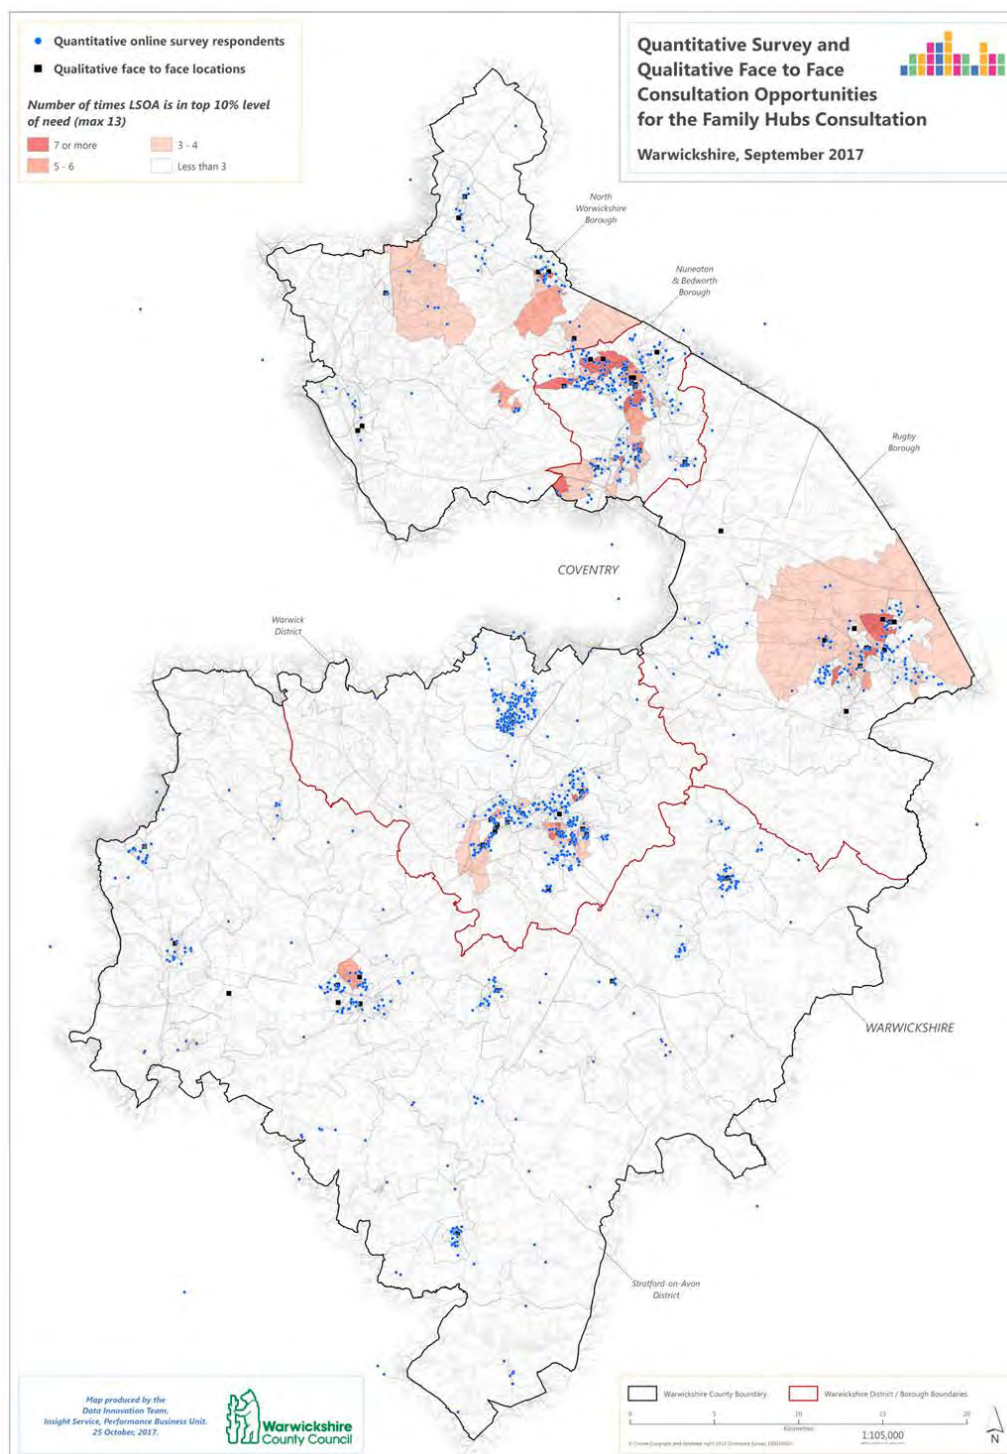 Quantitative online survey respondents
Qualitative face to face locations
Number of times LSOA is in top 10% level
of need (max 13)
7 or more
3 - 4
5 - 6
Less than 3
Quantitative Survey and
Qualitative Face to Face
Consultation Opportunities
for the Family Hubs Consultation
Warwickshire, September 2017
North
Warwickshire
Borough
Nuneaton
& Bedworth
Borough
Rugby
Borough
COVENTRY
Warwick
District
WARWICKSHIRE
Stratford-on-Avon
District
Map produced by the
Data Innovation Team,
Insight Service, Performance Business Unit.
25 October, 2017.
Warwickshire
County Council
Warwickshire County Boundary
Warwickshire District / Borough Boundaries
0
5
10
15
20
Kilometres
1:105,000
N